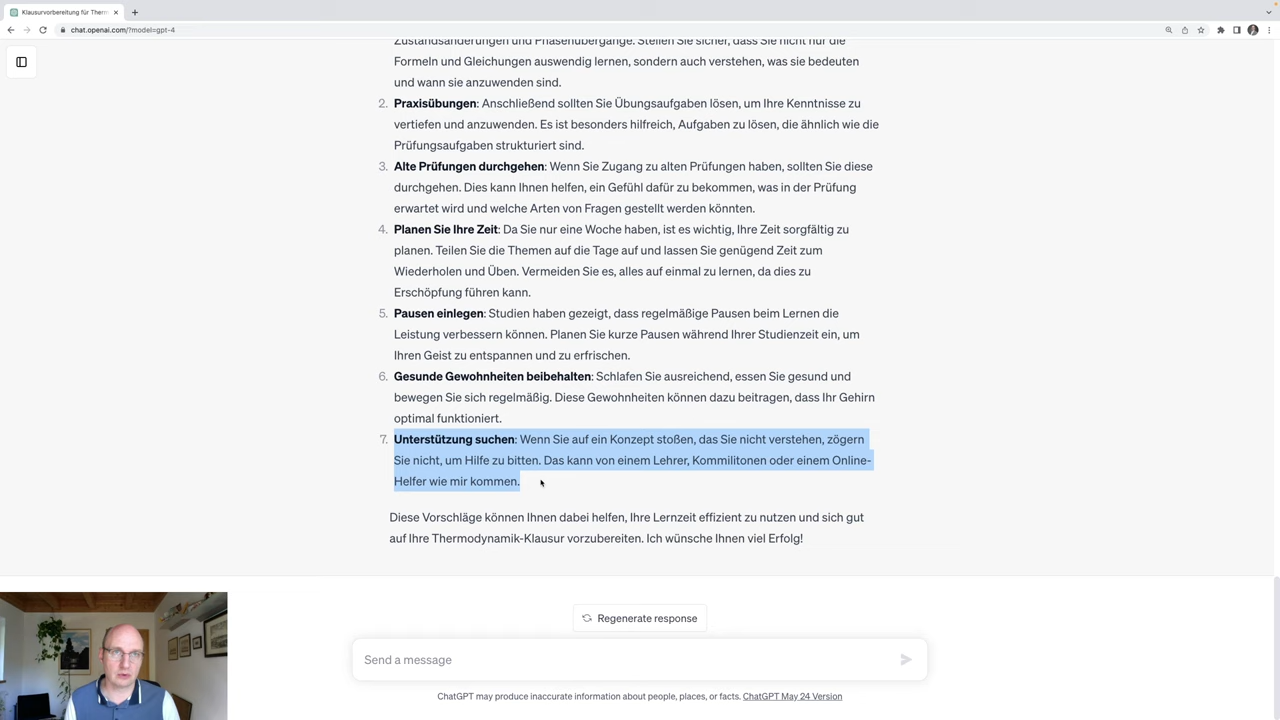 Klausurvorbereitung für Therm
chat.openai.com/?model=gpt-4
Zustandsänderungen und Phasenübergänge. Stellen Sie sicher, dass Sie nicht nur die
Formeln und Gleichungen auswendig lernen, sondern auch verstehen, was sie bedeuten
und wann sie anzuwenden sind.
2. Praxisübungen: Anschließend sollten Sie Übungsaufgaben lösen, um Ihre Kenntnisse zu
vertiefen und anzuwenden. Es ist besonders hilfreich, Aufgaben zu lösen, die ähnlich wie die
Prüfungsaufgaben strukturiert sind.
3. Alte Prüfungen durchgehen: Wenn Sie Zugang zu alten Prüfungen haben, sollten Sie diese
durchgehen. Dies kann Ihnen helfen, ein Gefühl dafür zu bekommen, was in der Prüfung
erwartet wird und welche Arten von Fragen gestellt werden könnten.
4. Planen Sie Ihre Zeit: Da Sie nur eine Woche haben, ist es wichtig, Ihre Zeit sorgfältig zu
planen. Teilen Sie die Themen auf die Tage auf und lassen Sie genügend Zeit zum
Wiederholen und Üben. Vermeiden Sie es, alles auf einmal zu lernen, da dies zu
Erschöpfung führen kann.
5. Pausen einlegen: Studien haben gezeigt, dass regelmäßige Pausen beim Lernen die
Leistung verbessern können. Planen Sie kurze Pausen während Ihrer Studienzeit ein, um
Ihren Geist zu entspannen und zu erfrischen.
6. Gesunde Gewohnheiten beibehalten: Schlafen Sie ausreichend, essen Sie gesund und
bewegen Sie sich regelmäßig. Diese Gewohnheiten können dazu beitragen, dass Ihr Gehirn
optimal funktioniert.
7. Unterstützung suchen: Wenn Sie auf ein Konzept stoßen, das Sie nicht verstehen, zögern
Sie nicht, um Hilfe zu bitten. Das kann von einem Lehrer, Kommilitonen oder einem Online-
Helfer wie mir kommen.
Diese Vorschläge können Ihnen dabei helfen, Ihre Lernzeit effizient zu nutzen und sich gut
auf Ihre Thermodynamik-Klausur vorzubereiten. Ich wünsche Ihnen viel Erfolg!
Regenerate response
Send a message
ChatGPT may produce inaccurate information about people, places, or facts. ChatGPT May 24 Version